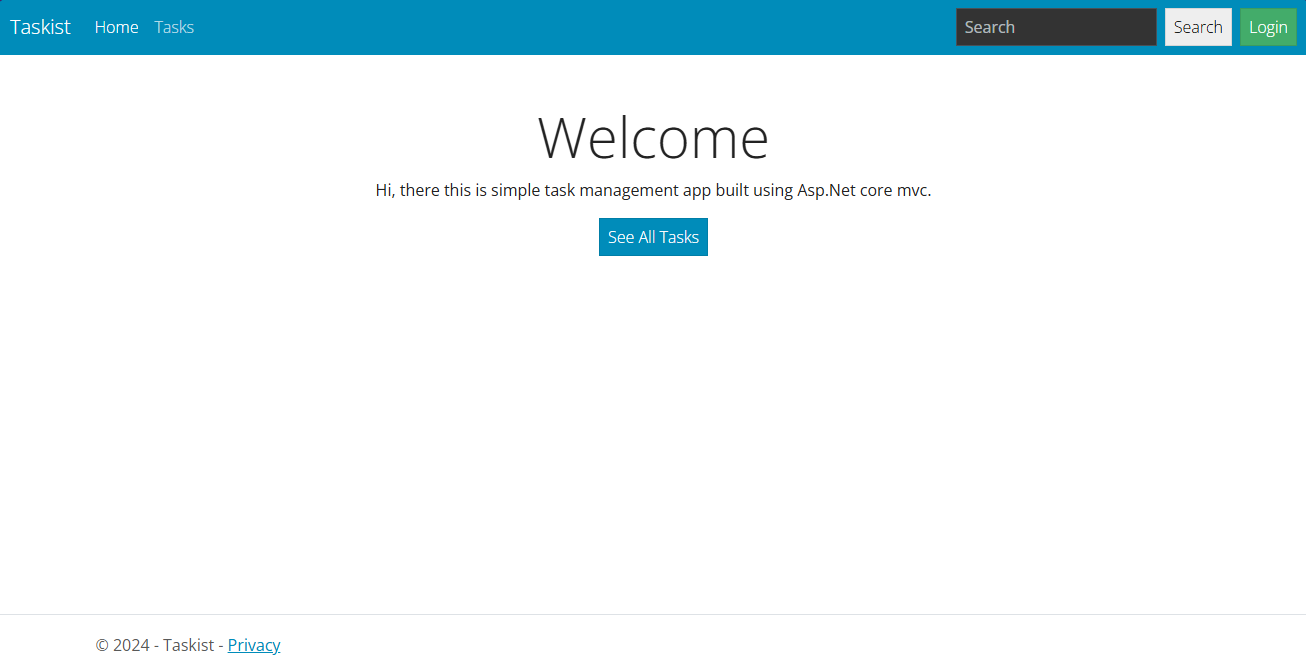 Taskist Home Tasks Search Search Login
Welcome
Hi, there this is simple task management app built using Asp.Net core mvc.
See All Tasks
© 2024 - Taskist - Privacy